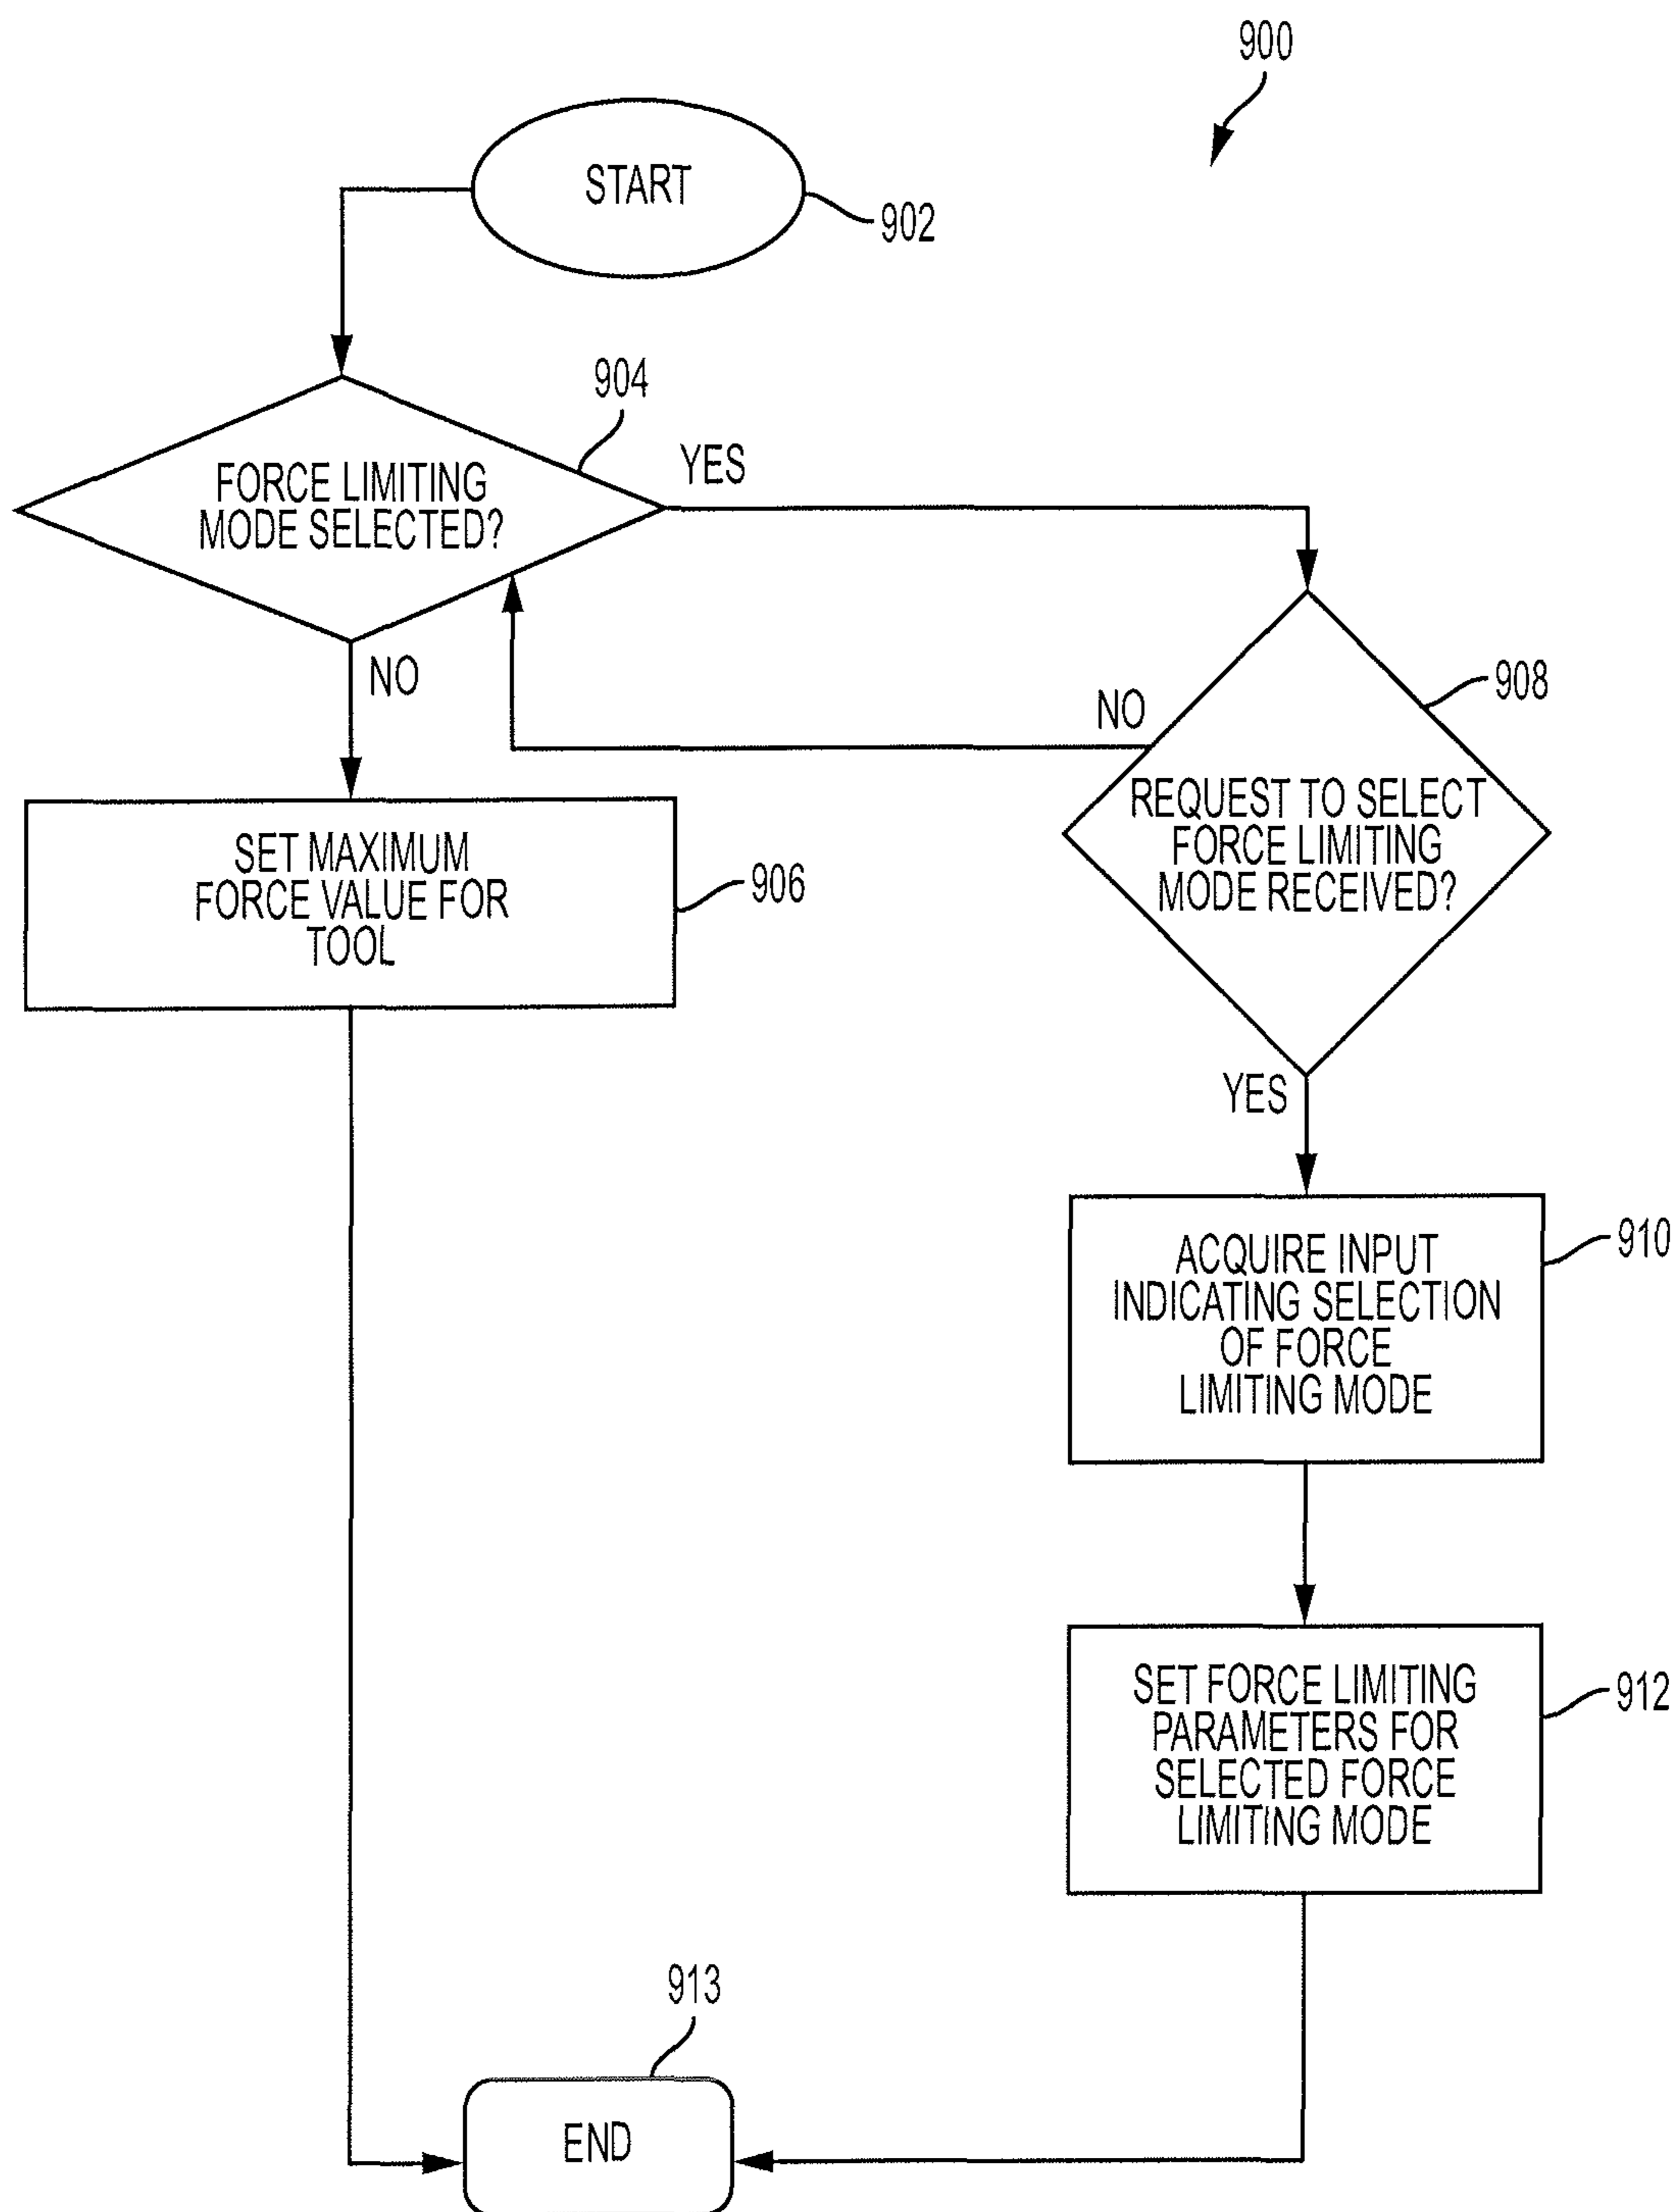 900
START
902
904
FORCE LIMITING
MODE SELECTED?
YES
NO
908
NO
REQUEST TO SELECT
FORCE LIMITING
MODE RECEIVED?
SET MAXIMUM
FORCE VALUE FOR
TOOL
906
YES
ACQUIRE INPUT
INDICATING SELECTION
OF FORCE
LIMITING MODE
910
SET FORCE LIMITING
PARAMETERS FOR
SELECTED FORCE
LIMITING MODE
912
913
END